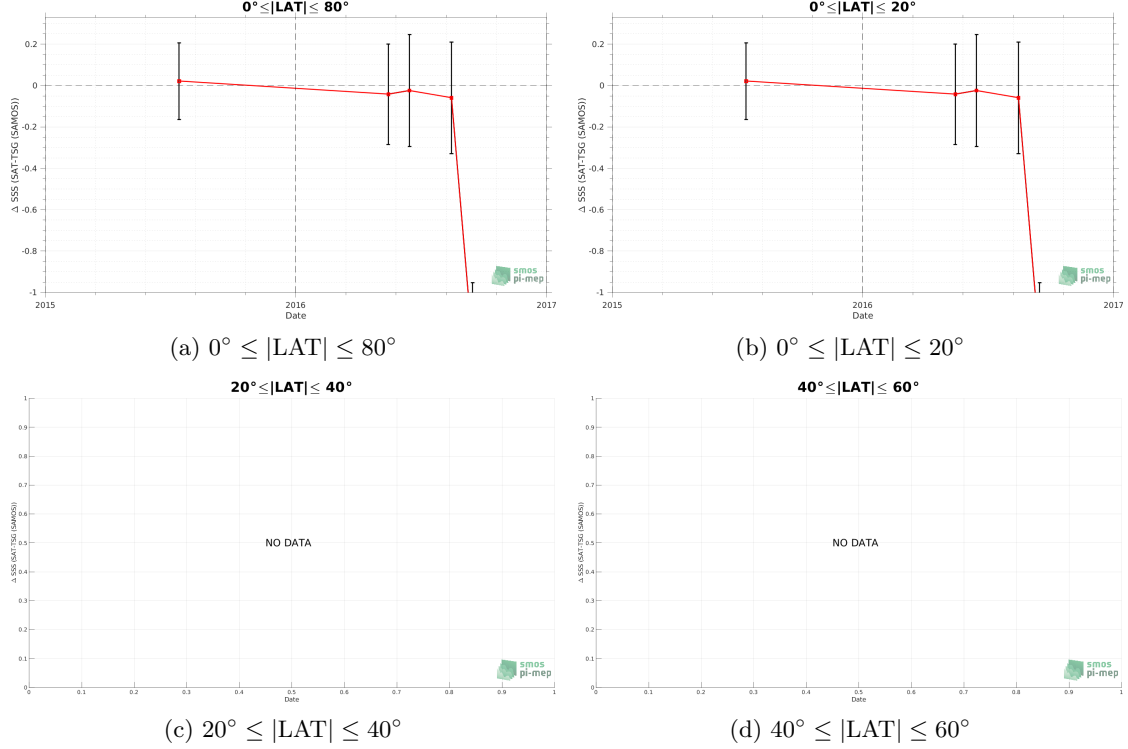 0°≤|LAT|≤ 80°
Δ SSS (SAT-TSG (SAMOS))
0.2
0
-0.2
-0.4
-0.6
-0.8
-1
2015
2016
2017
Date
smos
pi-mep
(a) 0° ≤ |LAT| ≤ 80°
0°≤|LAT|≤ 20°
Δ SSS (SAT-TSG (SAMOS))
0.2
0
-0.2
-0.4
-0.6
-0.8
-1
2015
2016
2017
Date
smos
pi-mep
(b) 0° ≤ |LAT| ≤ 20°
20°≤|LAT|≤ 40°
Δ SSS (SAT-TSG (SAMOS))
1
0.9
0.8
0.7
0.6
0.5
0.4
0.3
0.2
0.1
0
NO DATA
0 0.1 0.2 0.3 0.4 0.5 0.6 0.7 0.8 0.9 1
Date
smos
pi-mep
(c) 20° ≤ |LAT| ≤ 40°
40°≤|LAT|≤ 60°
Δ SSS (SAT-TSG (SAMOS))
1
0.9
0.8
0.7
0.6
0.5
0.4
0.3
0.2
0.1
0
NO DATA
0 0.1 0.2 0.3 0.4 0.5 0.6 0.7 0.8 0.9 1
Date
smos
pi-mep
(d) 40° ≤ |LAT| ≤ 60°